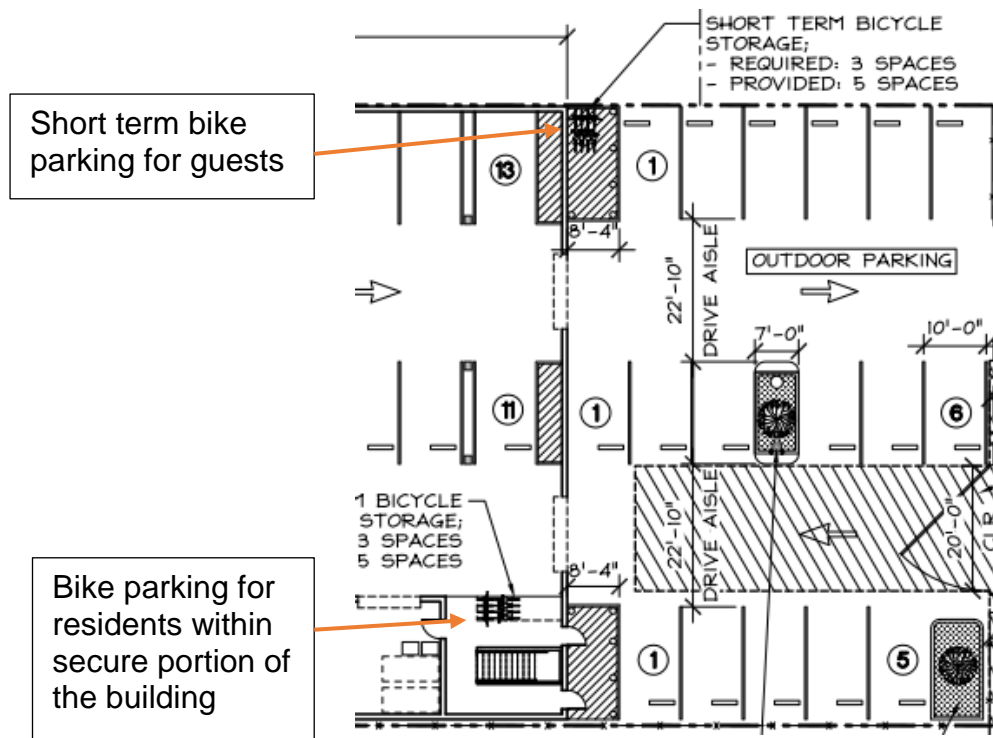 SHORT TERM BICYCLE
STORAGE;
- REQUIRED: 3 SPACES
- PROVIDED: 5 SPACES
Short term bike
parking for guests
13
1
8'-4"
22'-10"
DRIVE AISLE
OUTDOOR PARKING
7'-0"
10'-0"
11
1
6
BICYCLE
STORAGE;
3 SPACES
5 SPACES
22'-10"
DRIVE AISLE
20'-0"
8'-4"
Bike parking for
residents within
secure portion of
the building
1
5